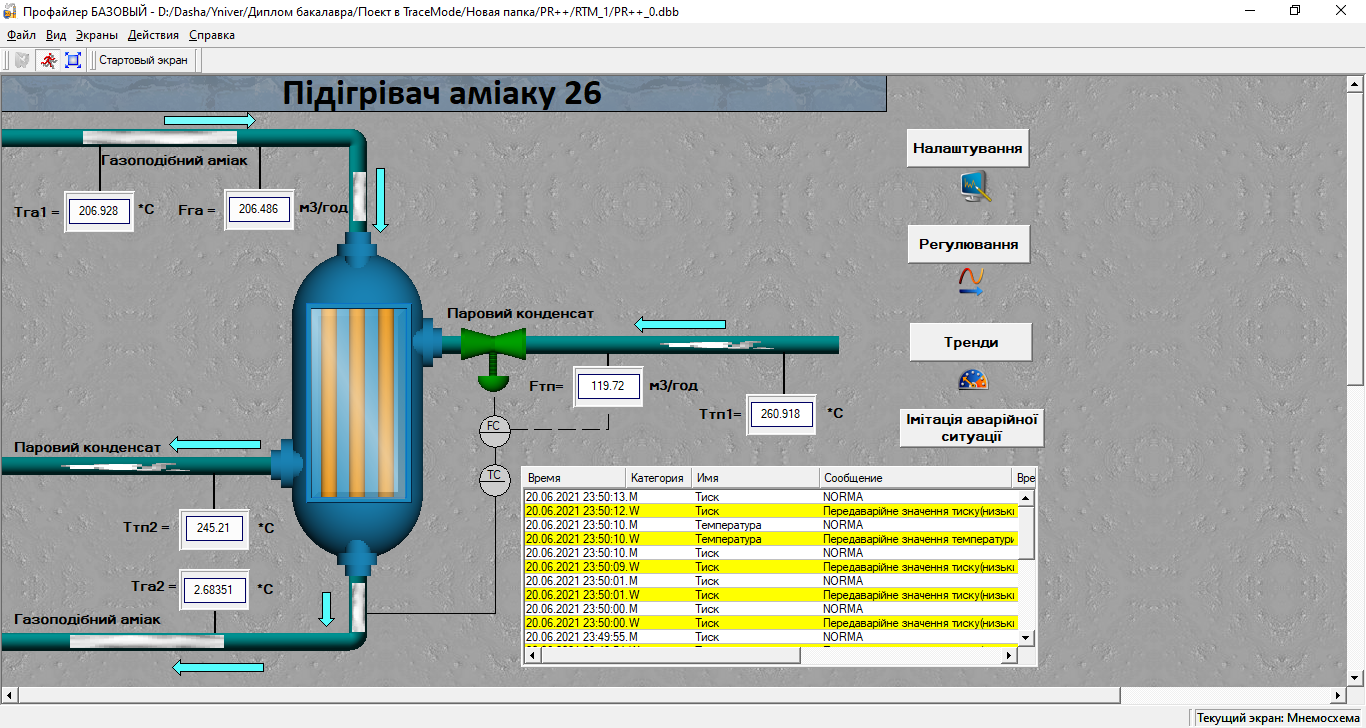 Профайлер БАЗОВЫЙ - D:/Dasha/Yniver/Диплом бакалавра/Поект в TraceMode/Новая папка/PR++/RTM_1/PR++_0.dbb
Файл Вид Экраны Действия Справка
Стартовый экран
Підігрівач аміаку 26
Газоподібний аміак
Тга1 = 206.928 *C Fга = 206.486 м3/год
Налаштування
Регулювання
Тренди
Імітація аварійної
ситуації
Паровий конденсат
Fтп= 119.72 м3/год
Ттп1= 260.918 *C
FC
TC
Паровий конденсат
Ттп2 = 245.21 *C
Тга2 = 2.68351 *C
Газоподібний аміак
Время Категория Имя Сообщение Вре
20.06.2021 23:50:13. M Тиск NORMA
20.06.2021 23:50:12. W Тиск Передаварійне значення тиску(низькі
20.06.2021 23:50:10. M Температура NORMA
20.06.2021 23:50:10. W Температура Передаварійне значення температури
20.06.2021 23:50:10. M Тиск NORMA
20.06.2021 23:50:09. W Тиск Передаварійне значення тиску(низькі
20.06.2021 23:50:01. M Тиск NORMA
20.06.2021 23:50:01. W Тиск Передаварійне значення тиску(низькі
20.06.2021 23:50:00. M Тиск NORMA
20.06.2021 23:50:00. W Тиск Передаварійне значення тиску(низькі
20.06.2021 23:49:55. M Тиск NORMA
Текущий экран: Мнемосхема